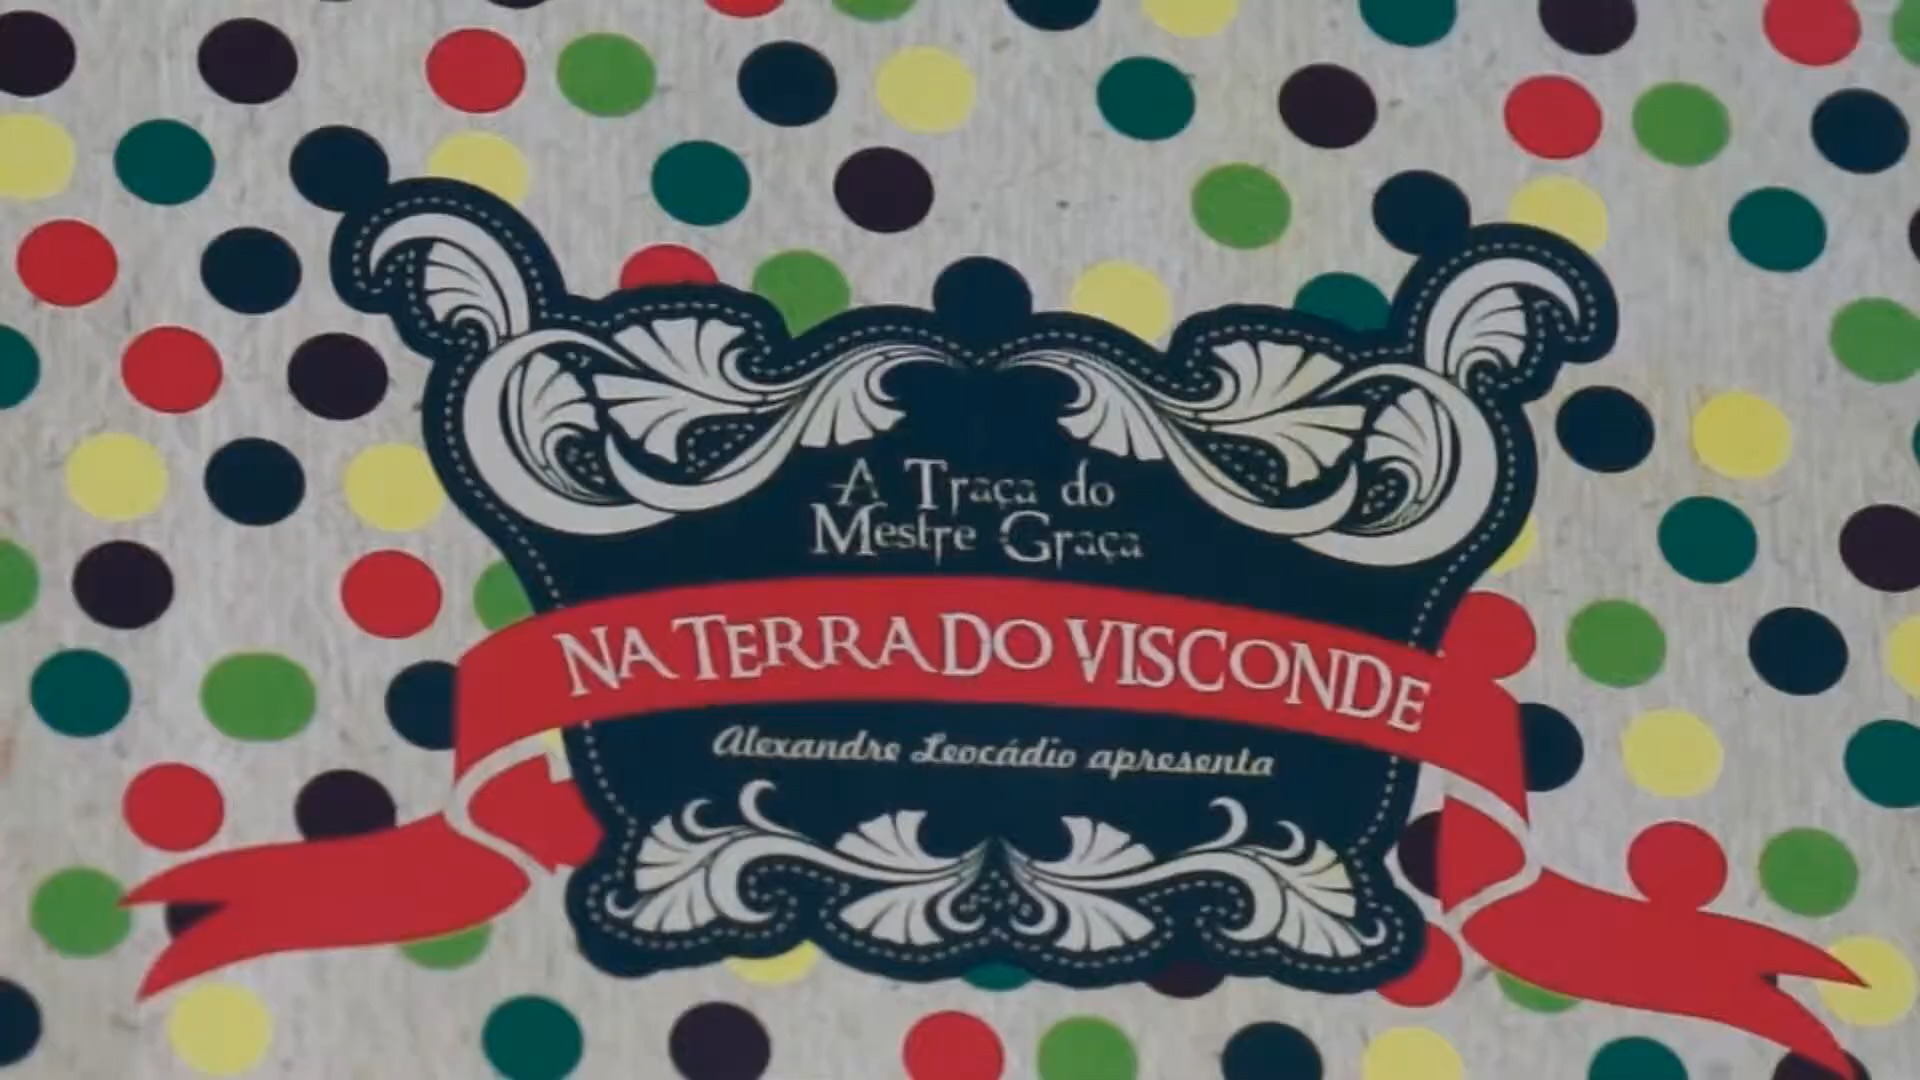 A Traça do
Mestre Graça
NA TERRA DO VISCONDE
Alexandre Leocádio apresenta